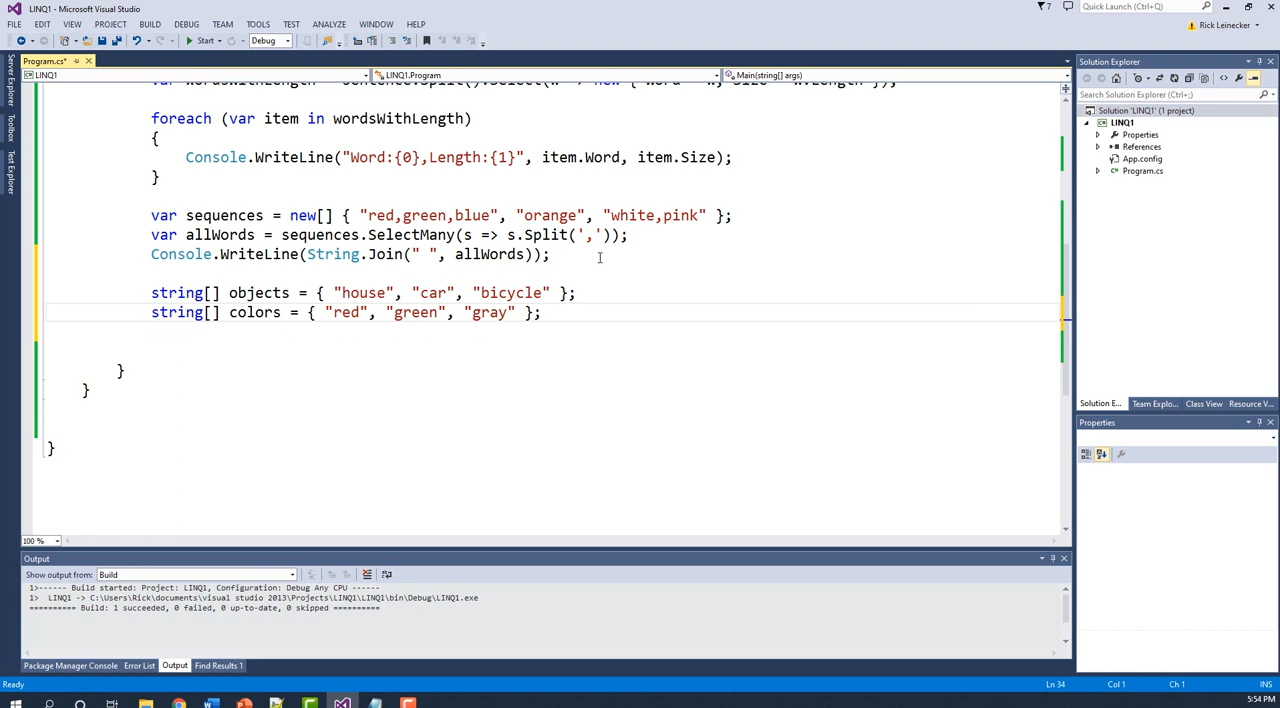 LINQ1 - Microsoft Visual Studio
7
Quick Launch (Ctrl+Q)
FILE EDIT VIEW PROJECT BUILD DEBUG TEAM TOOLS TEST ANALYZE WINDOW HELP
Rick Leinecker
Start Debug
Server Explorer
Toolbox
Test Explorer
Program.cs*
LINQ1 LINQ1.Program Main(string[] args)
foreach (var item in wordsWithLength)
{
Console.WriteLine("Word:{0},Length:{1}", item.Word, item.Size);
}
var sequences = new[] { "red,green,blue", "orange", "white,pink" };
var allWords = sequences.SelectMany(s => s.Split(','));
Console.WriteLine(String.Join(" ", allWords));
string[] objects = { "house", "car", "bicycle" };
string[] colors = { "red", "green", "gray" };
}
}
}
100 %
Solution Explorer
Search Solution Explorer (Ctrl+;)
Solution 'LINQ1' (1 project)
LINQ1
Properties
References
App.config
Program.cs
Solution E... Team Explo... Class View Resource V...
Properties
Output
Show output from: Build
1>------ Build started: Project: LINQ1, Configuration: Debug Any CPU ------
1> LINQ1 -> C:\Users\Rick\documents\visual studio 2013\Projects\LINQ1\LINQ1\bin\Debug\LINQ1.exe
========== Build: 1 succeeded, 0 failed, 0 up-to-date, 0 skipped ==========
Package Manager Console Error List Output Find Results 1
Ready Ln 34 Col 1 Ch 1 INS
5:54 PM